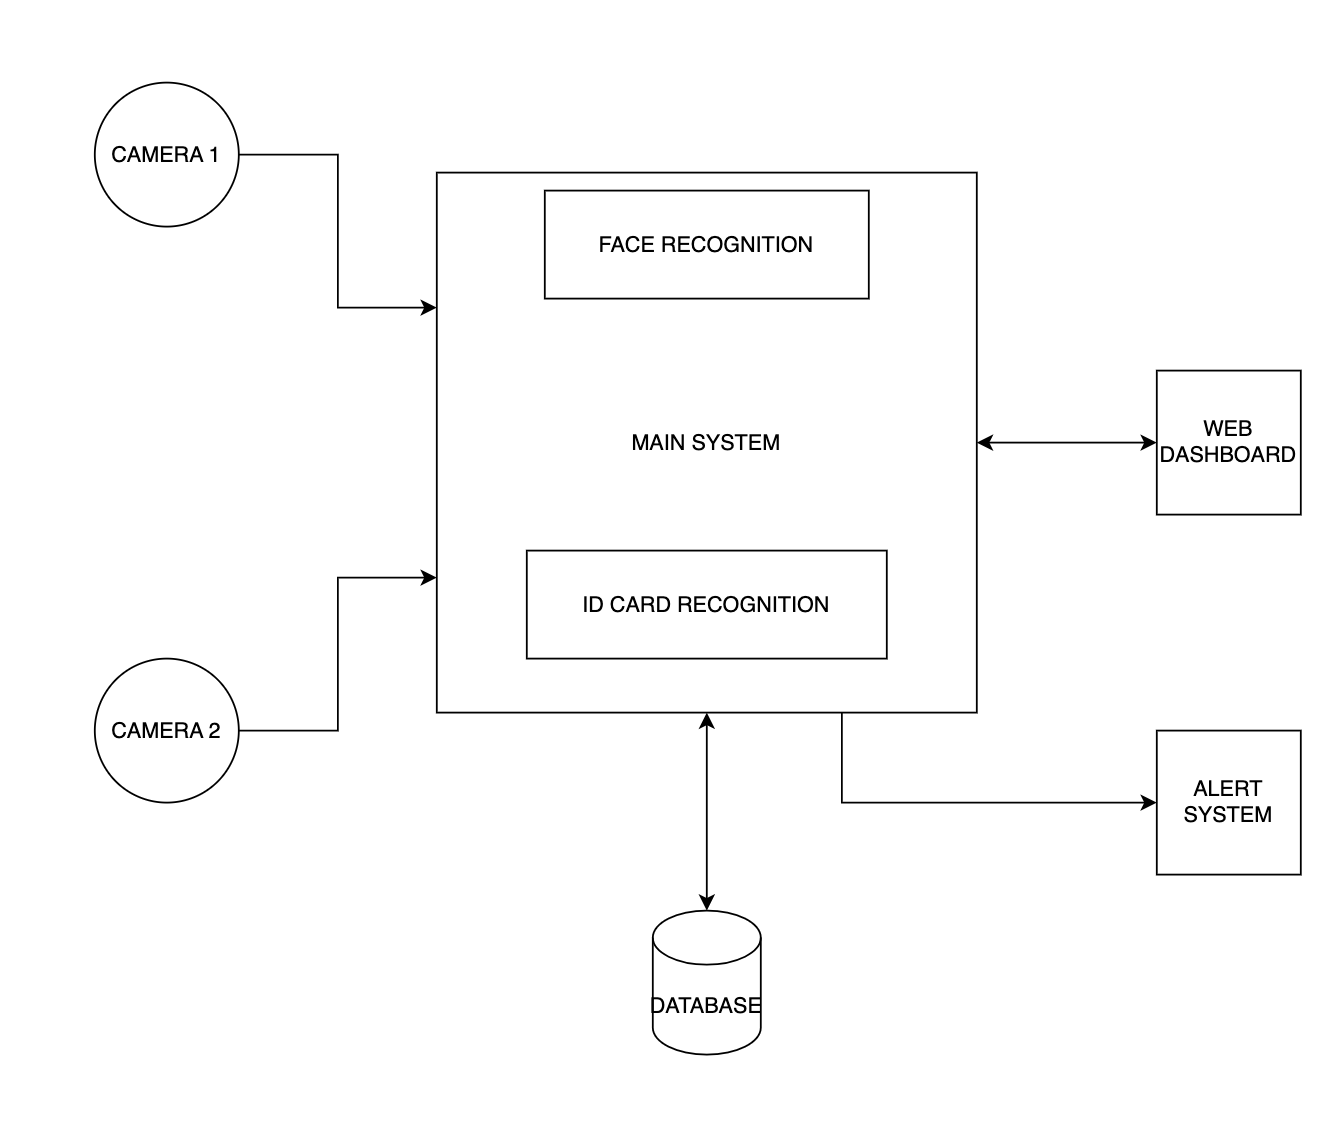 CAMERA 1
FACE RECOGNITION
MAIN SYSTEM
WEB
DASHBOARD
ID CARD RECOGNITION
CAMERA 2
ALERT
SYSTEM
DATABASE